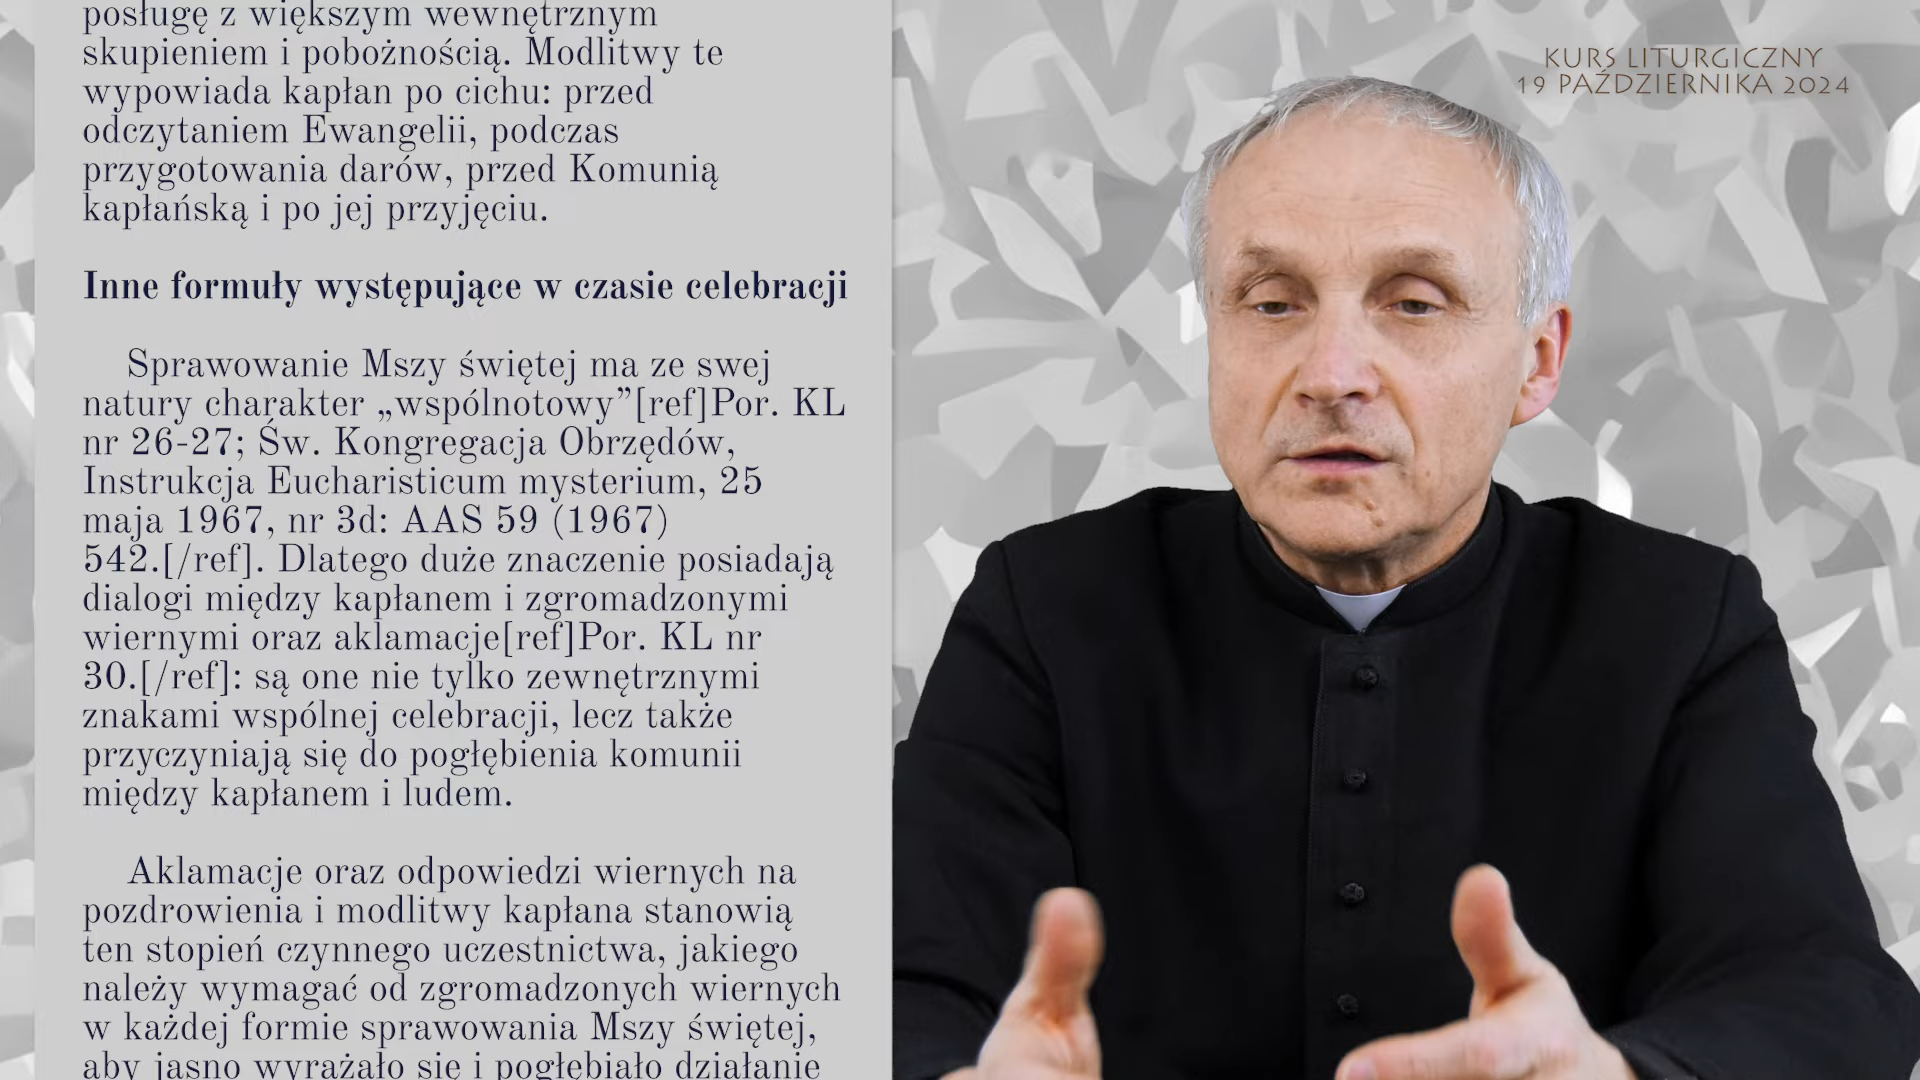 posługę z większym wewnętrznym
skupieniem i pobożnością. Modlitwy te
wypowiada kapłan po cichu: przed
odczytaniem Ewangelii, podczas
przygotowania darów, przed Komunią
kapłańską i po jej przyjęciu.
Inne formuły występujące w czasie celebracji
Sprawowanie Mszy świętej ma ze swej
natury charakter „wspólnotowy”[ref]Por. KL
nr 26-27; Św. Kongregacja Obrzędów,
Instrukcja Eucharisticum mysterium, 25
maja 1967, nr 3d: AAS 59 (1967)
542.[/ref]. Dlatego duże znaczenie posiadają
dialogi między kapłanem i zgromadzonymi
wiernymi oraz aklamacje[ref]Por. KL nr
30.[/ref]: są one nie tylko zewnętrznymi
znakami wspólnej celebracji, lecz także
przyczyniają się do pogłębienia komunii
między kapłanem i ludem.
Aklamacje oraz odpowiedzi wiernych na
pozdrowienia i modlitwy kapłana stanowią
ten stopień czynnego uczestnictwa, jakiego
należy wymagać od zgromadzonych wiernych
w każdej formie sprawowania Mszy świętej,
aby jasno wyrażało się i pogłębiało działanie
KURS LITURGICZNY
19 PAŹDZIERNIKA 2024